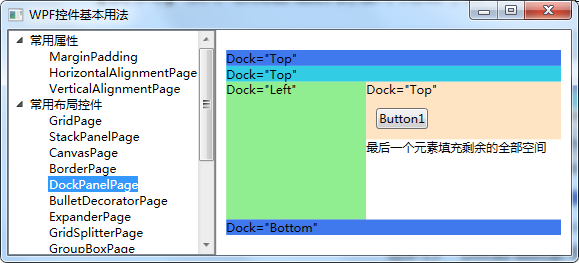 WPF控件基本用法
常用属性
MarginPadding
HorizontalAlignmentPage
VerticalAlignmentPage
常用布局控件
GridPage
StackPanelPage
CanvasPage
BorderPage
DockPanelPage
BulletDecoratorPage
ExpanderPage
GridSplitterPage
GroupBoxPage
Dock="Top"
Dock="Top"
Dock="Left"
Dock="Top"
Button1
最后一个元素填充剩余的全部空间
Dock="Bottom"